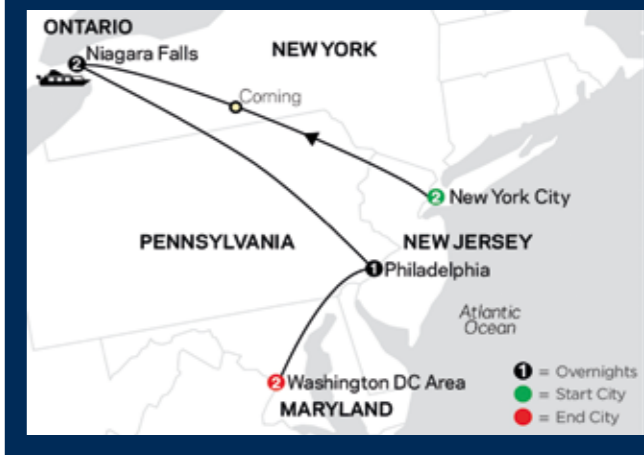 ONTARIO
2 Niagara Falls
NEW YORK
Corning
2 New York City
PENNSYLVANIA
NEW JERSEY
1 Philadelphia
Atlantic
Ocean
2 Washington DC Area
MARYLAND
1 = Overnights
= Start City
= End City